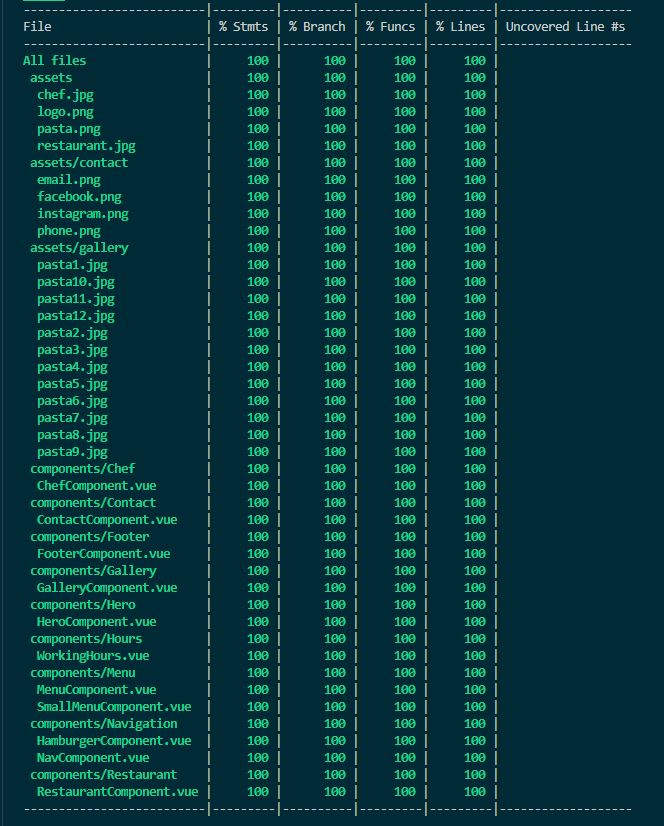 -------------------------|---------|----------|---------|---------|-------------------
File | % Stmts | % Branch | % Funcs | % Lines | Uncovered Line #s
-------------------------|---------|----------|---------|---------|-------------------
All files | 100 | 100 | 100 | 100 |
assets | 100 | 100 | 100 | 100 |
chef.jpg | 100 | 100 | 100 | 100 |
logo.png | 100 | 100 | 100 | 100 |
pasta.png | 100 | 100 | 100 | 100 |
restaurant.jpg | 100 | 100 | 100 | 100 |
assets/contact | 100 | 100 | 100 | 100 |
email.png | 100 | 100 | 100 | 100 |
facebook.png | 100 | 100 | 100 | 100 |
instagram.png | 100 | 100 | 100 | 100 |
phone.png | 100 | 100 | 100 | 100 |
assets/gallery | 100 | 100 | 100 | 100 |
pasta1.jpg | 100 | 100 | 100 | 100 |
pasta10.jpg | 100 | 100 | 100 | 100 |
pasta11.jpg | 100 | 100 | 100 | 100 |
pasta12.jpg | 100 | 100 | 100 | 100 |
pasta2.jpg | 100 | 100 | 100 | 100 |
pasta3.jpg | 100 | 100 | 100 | 100 |
pasta4.jpg | 100 | 100 | 100 | 100 |
pasta5.jpg | 100 | 100 | 100 | 100 |
pasta6.jpg | 100 | 100 | 100 | 100 |
pasta7.jpg | 100 | 100 | 100 | 100 |
pasta8.jpg | 100 | 100 | 100 | 100 |
pasta9.jpg | 100 | 100 | 100 | 100 |
components/Chef | 100 | 100 | 100 | 100 |
ChefComponent.vue | 100 | 100 | 100 | 100 |
components/Contact | 100 | 100 | 100 | 100 |
ContactComponent.vue | 100 | 100 | 100 | 100 |
components/Footer | 100 | 100 | 100 | 100 |
FooterComponent.vue | 100 | 100 | 100 | 100 |
components/Gallery | 100 | 100 | 100 | 100 |
GalleryComponent.vue | 100 | 100 | 100 | 100 |
components/Hero | 100 | 100 | 100 | 100 |
HeroComponent.vue | 100 | 100 | 100 | 100 |
components/Hours | 100 | 100 | 100 | 100 |
WorkingHours.vue | 100 | 100 | 100 | 100 |
components/Menu | 100 | 100 | 100 | 100 |
MenuComponent.vue | 100 | 100 | 100 | 100 |
SmallMenuComponent.vue | 100 | 100 | 100 | 100 |
components/Navigation | 100 | 100 | 100 | 100 |
HamburgerComponent.vue | 100 | 100 | 100 | 100 |
NavComponent.vue | 100 | 100 | 100 | 100 |
components/Restaurant | 100 | 100 | 100 | 100 |
RestaurantComponent.vue | 100 | 100 | 100 | 100 |
-------------------------|---------|----------|---------|---------|-------------------